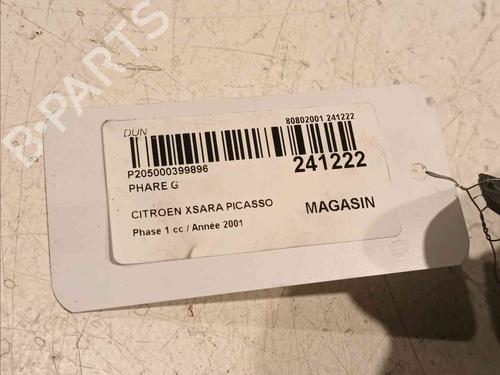 B-PARTS
DUN
80802001 241222
P205000399896
241222
PHARE G
CITROEN XSARA PICASSO
MAGASIN
Phase 1 cc / Année 2001